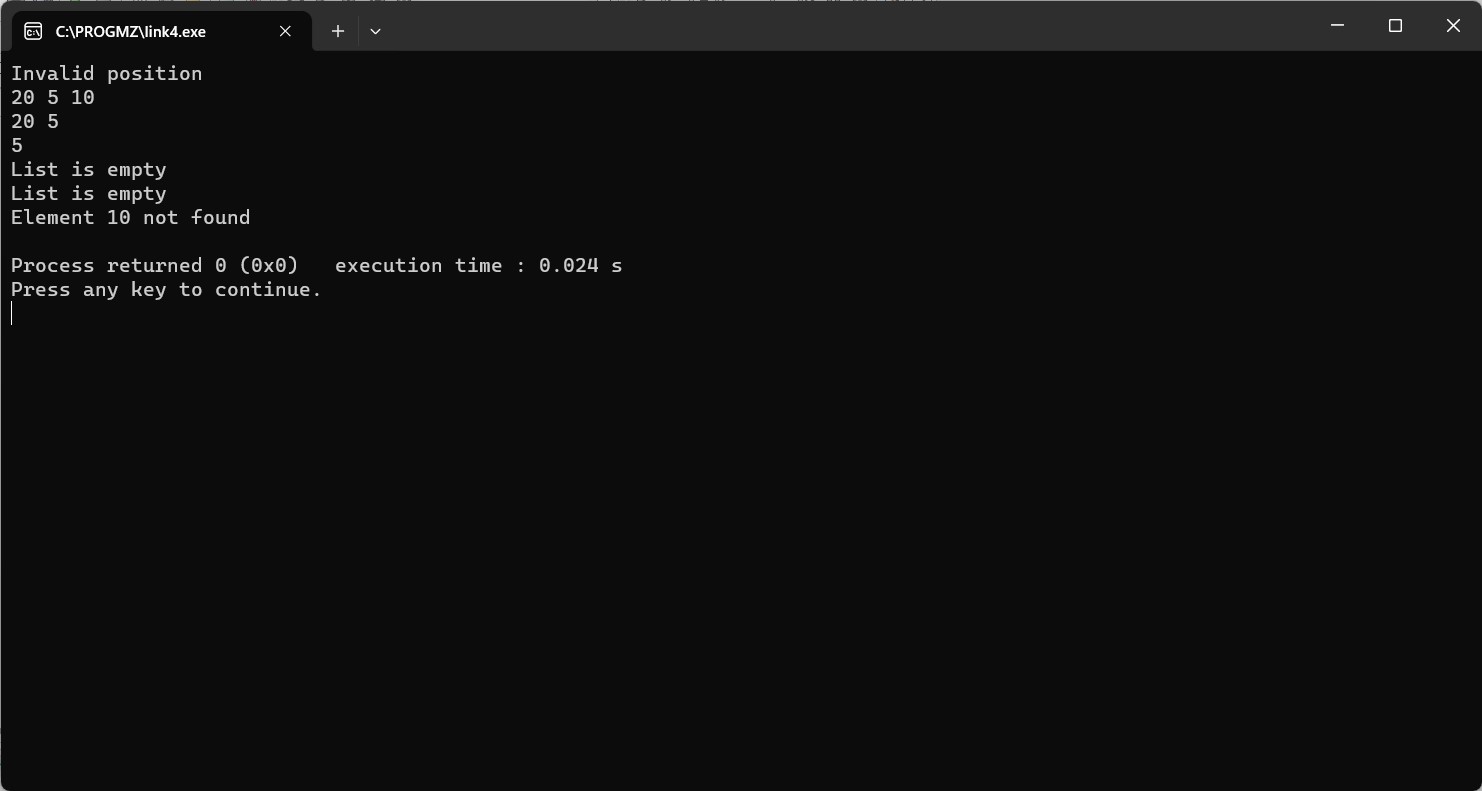 C:\PROGMZ\link4.exe
Invalid position
20 5 10
20 5
5
List is empty
List is empty
Element 10 not found
Process returned 0 (0x0)   execution time : 0.024 s
Press any key to continue.